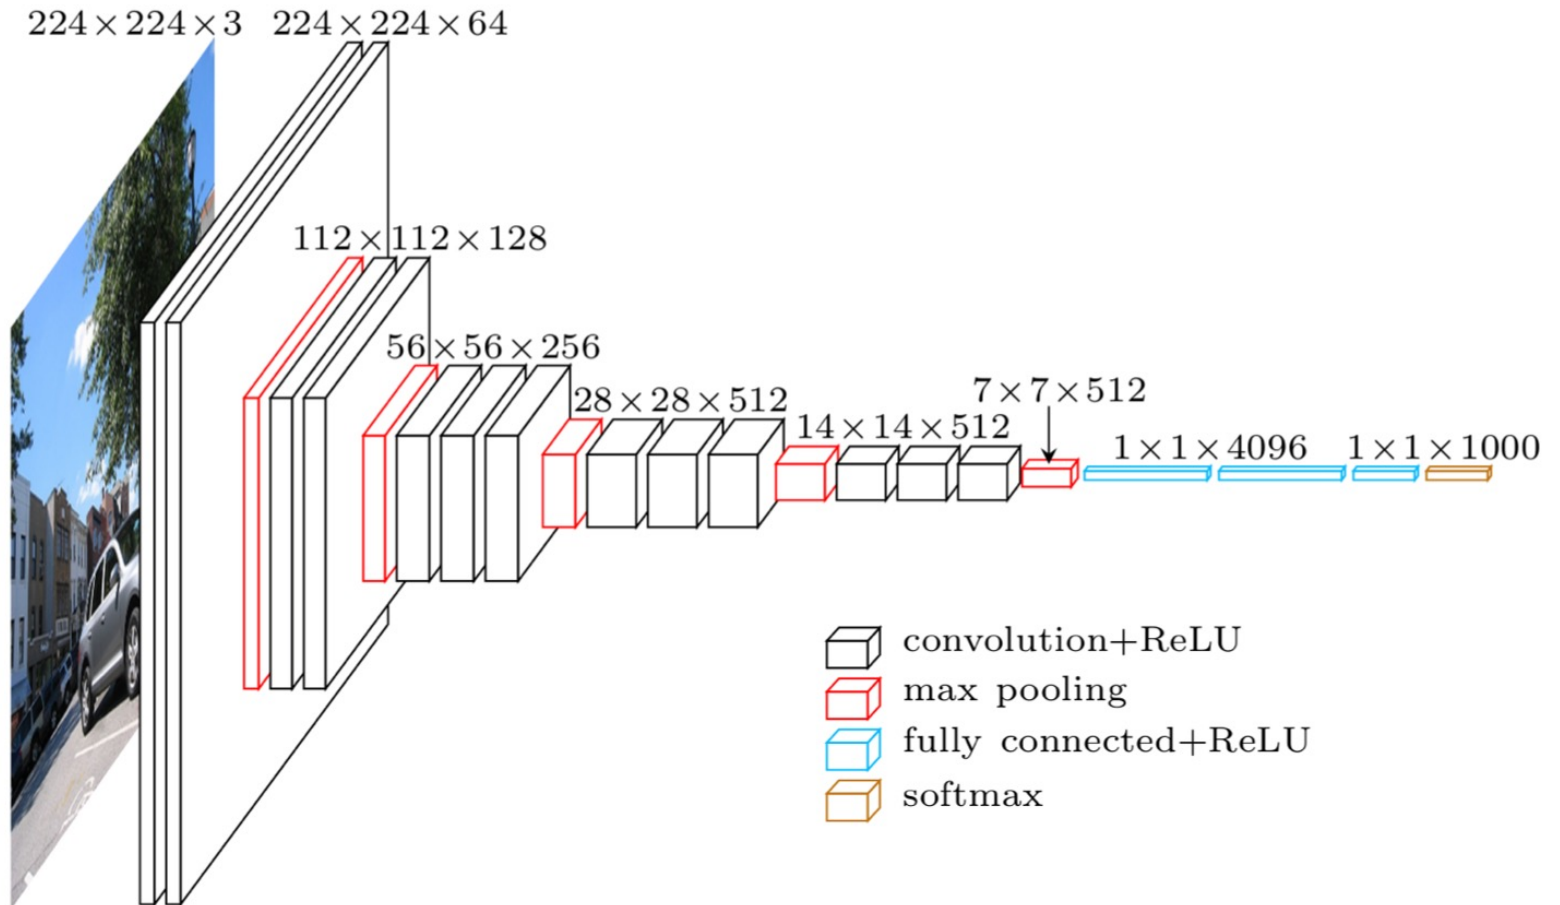 224×224×3
224×224×64
112×112×128
56×56×256
28×28×512
14×14×512
7×7×512
1×1×4096
1×1×1000
convolution+ReLU
max pooling
fully connected+ReLU
softmax